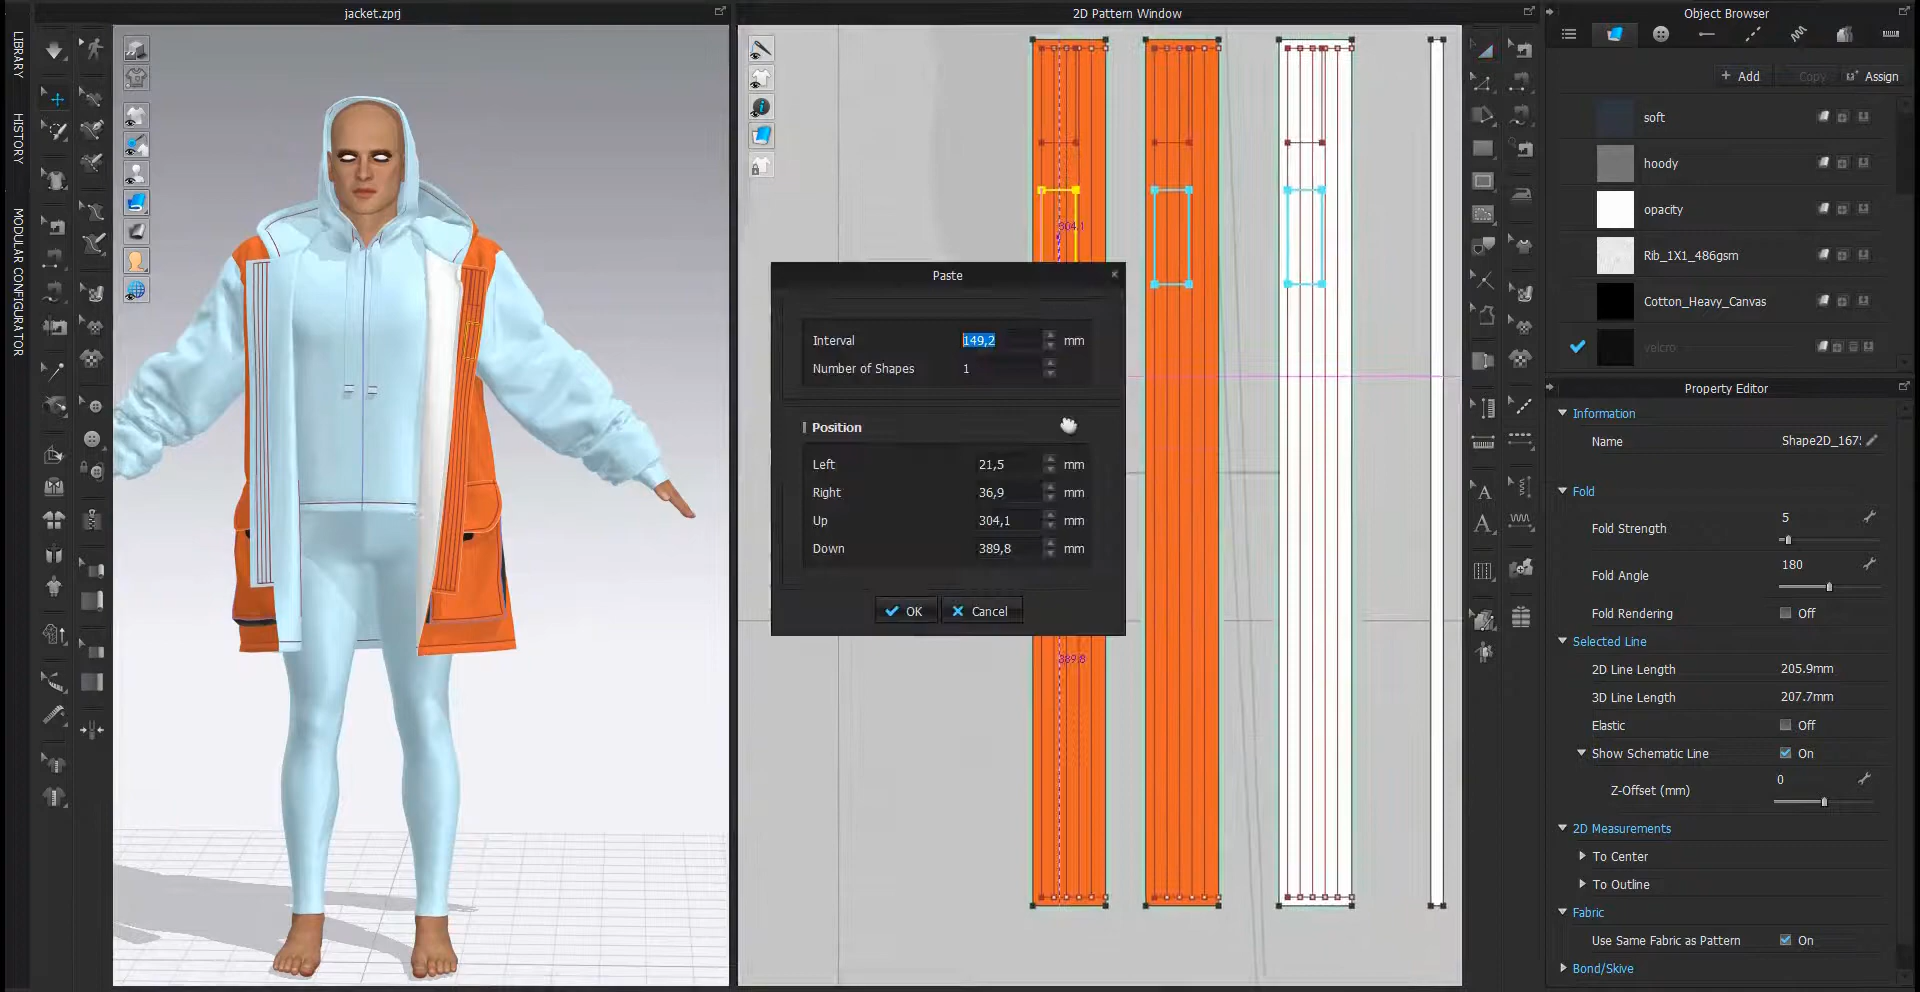 jacket.zprj
2D Pattern Window
Object Browser
LIBRARY
HISTORY
MODULAR CONFIGURATOR
+ Add
Copy
Assign
soft
hoody
opacity
Rib_1X1_486gsm
Cotton_Heavy_Canvas
velcro
304,1
389,8
Paste
Interval 149,2 mm
Number of Shapes 1
Position
Left 21,5 mm
Right 36,9 mm
Up 304,1 mm
Down 389,8 mm
OK
Cancel
Property Editor
Information
Name Shape2D_167
Fold
Fold Strength 5
Fold Angle 180
Fold Rendering Off
Selected Line
2D Line Length 205.9mm
3D Line Length 207.7mm
Elastic Off
Show Schematic Line On
Z-Offset (mm) 0
2D Measurements
To Center
To Outline
Fabric
Use Same Fabric as Pattern On
Bond/Skive